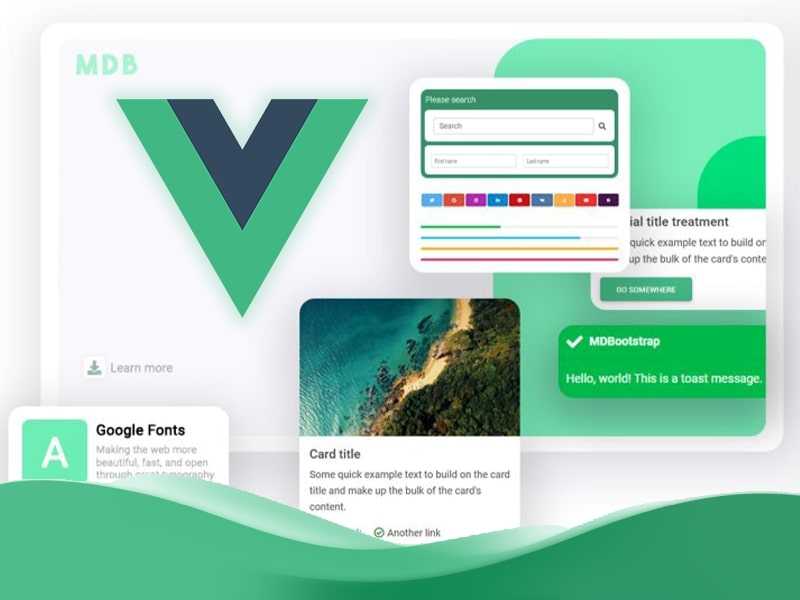 MDB
Please search
Search
First name
Last name
ial title treatment
quick example text to build on
up the bulk of the card's conte
GO SOMEWHERE
MDBootstrap
Hello, world! This is a toast message.
Learn more
A
Google Fonts
Making the web more
beautiful, fast, and open
through great typography
Card title
Some quick example text to build on the card
title and make up the bulk of the card's
content.
Another link